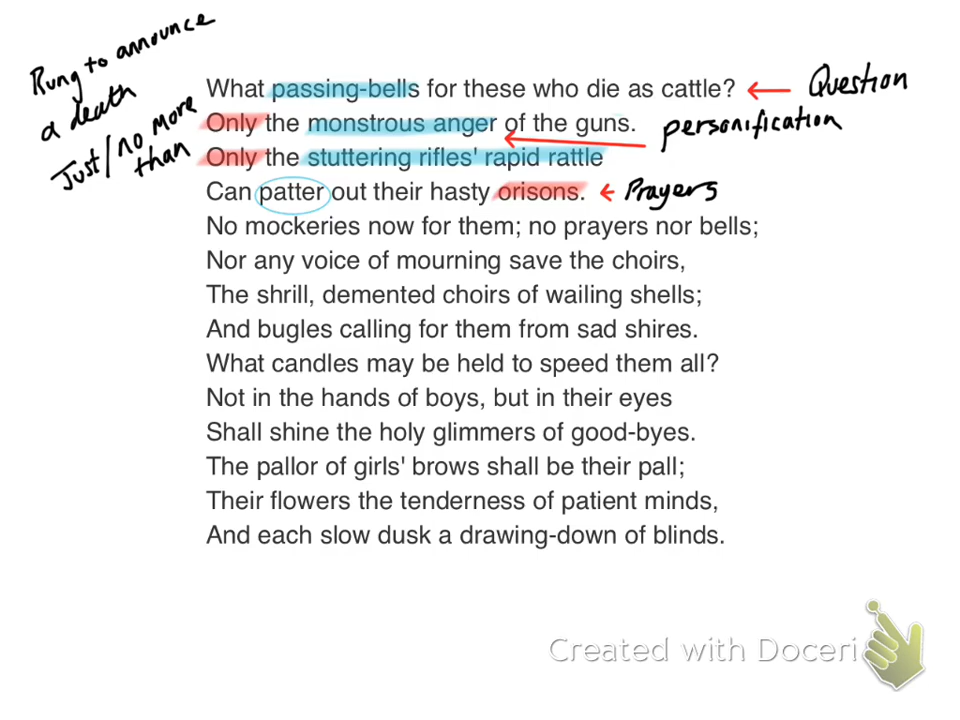 Rung to announce
a death
Just/no more
than
What passing-bells for these who die as cattle? ← Question
Only the monstrous anger of the guns. personification
Only the stuttering rifles' rapid rattle
Can patter out their hasty orisons. ← Prayers
No mockeries now for them; no prayers nor bells;
Nor any voice of mourning save the choirs,
The shrill, demented choirs of wailing shells;
And bugles calling for them from sad shires.
What candles may be held to speed them all?
Not in the hands of boys, but in their eyes
Shall shine the holy glimmers of good-byes.
The pallor of girls' brows shall be their pall;
Their flowers the tenderness of patient minds,
And each slow dusk a drawing-down of blinds.
Created with Doceri